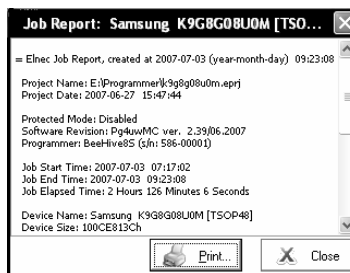 Job Report: Samsung K9G8G08U0M [TSO...
= Elnec Job Report, created at 2007-07-03 (year-month-day) 09:23:08
Project Name: E:\Programmer\k9g8g08u0m.eprj
Project Date: 2007-06-27 15:47:44
Protected Mode: Disabled
Software Revision: Pg4uwMC ver. 2.39/06.2007
Programmer: BeeHive8S (s/n: 586-00001)
Job Start Time: 2007-07-03 07:17:02
Job End Time: 2007-07-03 09:23:08
Job Elapsed Time: 2 Hours 126 Minutes 6 Seconds
Device Name: Samsung K9G8G08U0M [TSOP48]
Device Size: 100CE813Ch
Print...
Close